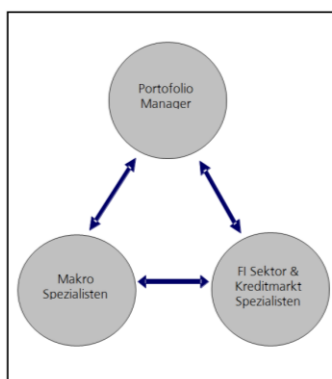 Portofolio
Manager
Makro
Spezialisten
FI Sektor &
Kreditmarkt
Spezialisten